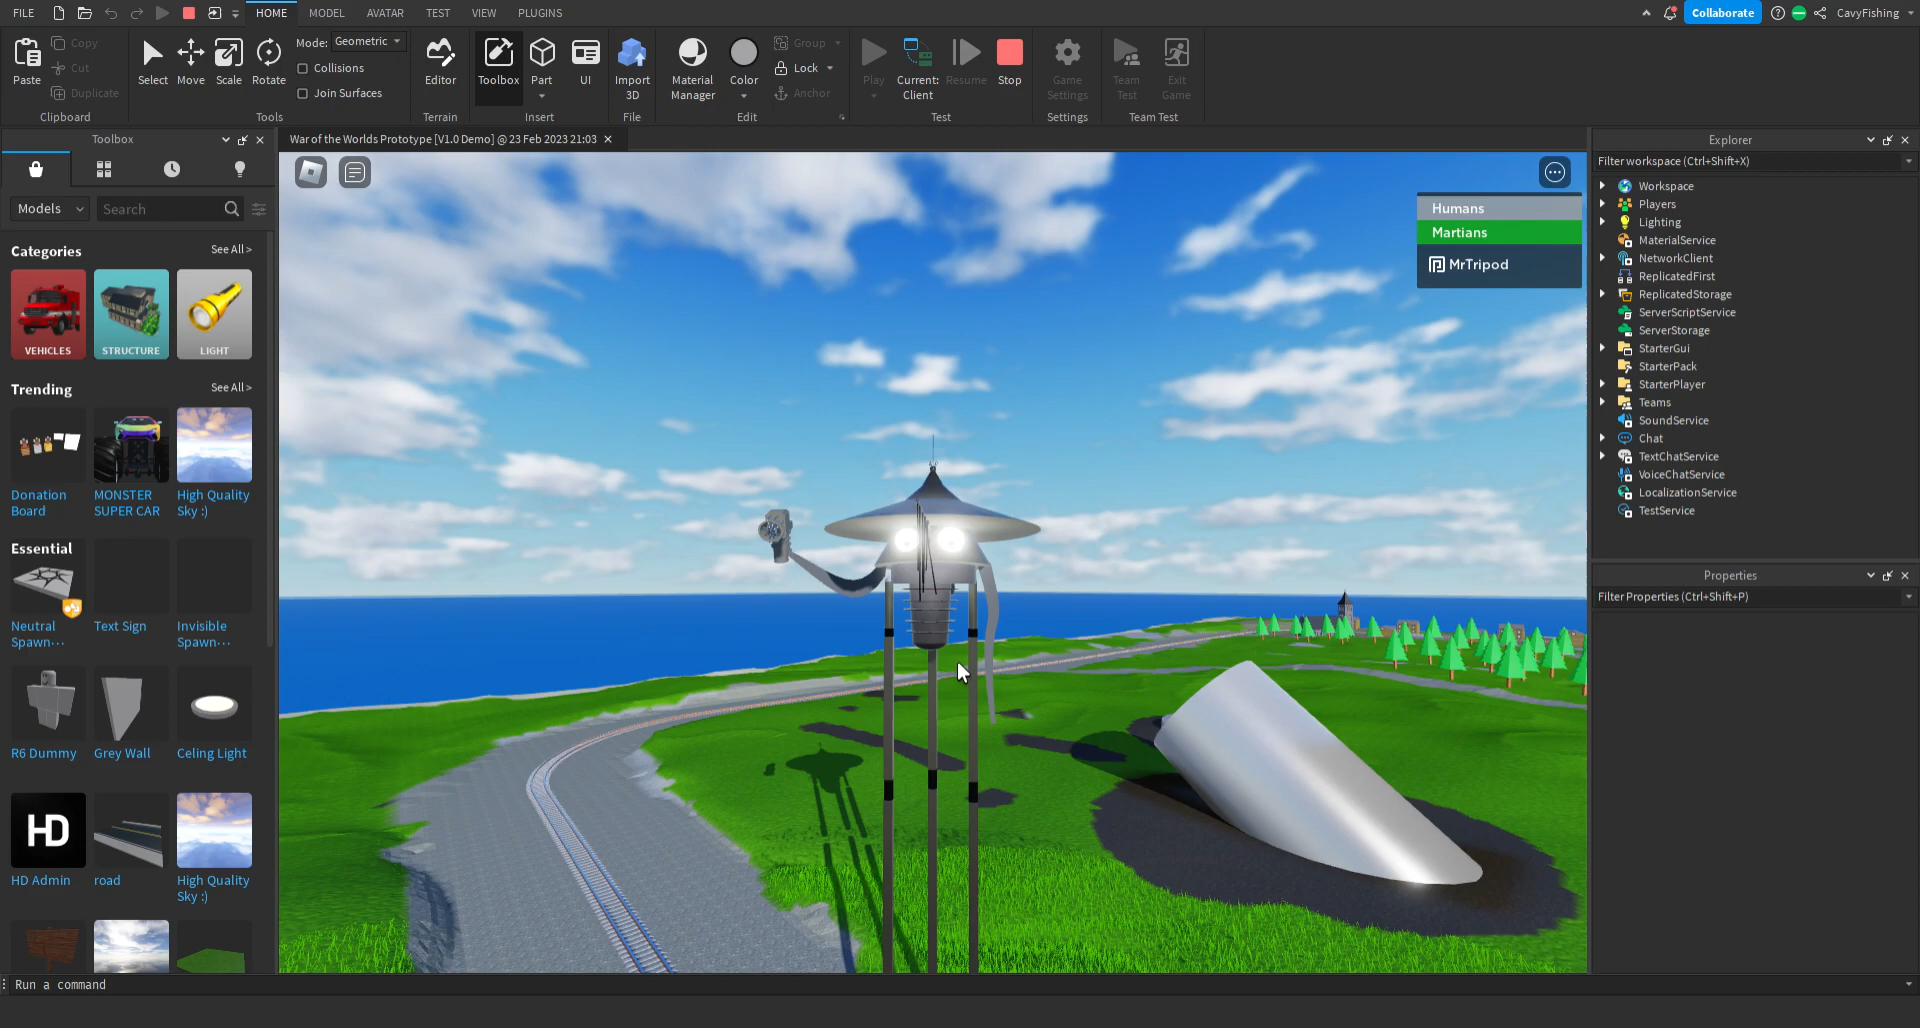 FILE HOME MODEL AVATAR TEST VIEW PLUGINS Collaborate CavyFishing
Paste
Copy
Cut
Duplicate
Clipboard
Select Move Scale Rotate
Mode: Geometric
Collisions
Join Surfaces
Tools
Editor
Terrain
Toolbox Part UI
Insert
Import
3D
File
Material
Manager
Color
Group
Lock
Anchor
Edit
Play
Current:
Client
Resume Stop
Test
Game
Settings
Settings
Team
Test
Exit
Game
Team Test
Toolbox
War of the Worlds Prototype [V1.0 Demo] @ 23 Feb 2023 21:03
Models Search
Categories See All >
VEHICLES STRUCTURE LIGHT
Trending See All >
Donation
Board
MONSTER
SUPER CAR
High Quality
Sky :)
Essential
Neutral
Spawn···
Text Sign
Invisible
Spawn···
R6 Dummy Grey Wall Celing Light
HD
HD Admin road
High Quality
Sky :)
Humans
Martians
MrTripod
Explorer
Filter workspace (Ctrl+Shift+X)
Workspace
Players
Lighting
MaterialService
NetworkClient
ReplicatedFirst
ReplicatedStorage
ServerScriptService
ServerStorage
StarterGui
StarterPack
StarterPlayer
Teams
SoundService
Chat
TextChatService
VoiceChatService
LocalizationService
TestService
Properties
Filter Properties (Ctrl+Shift+P)
Run a command